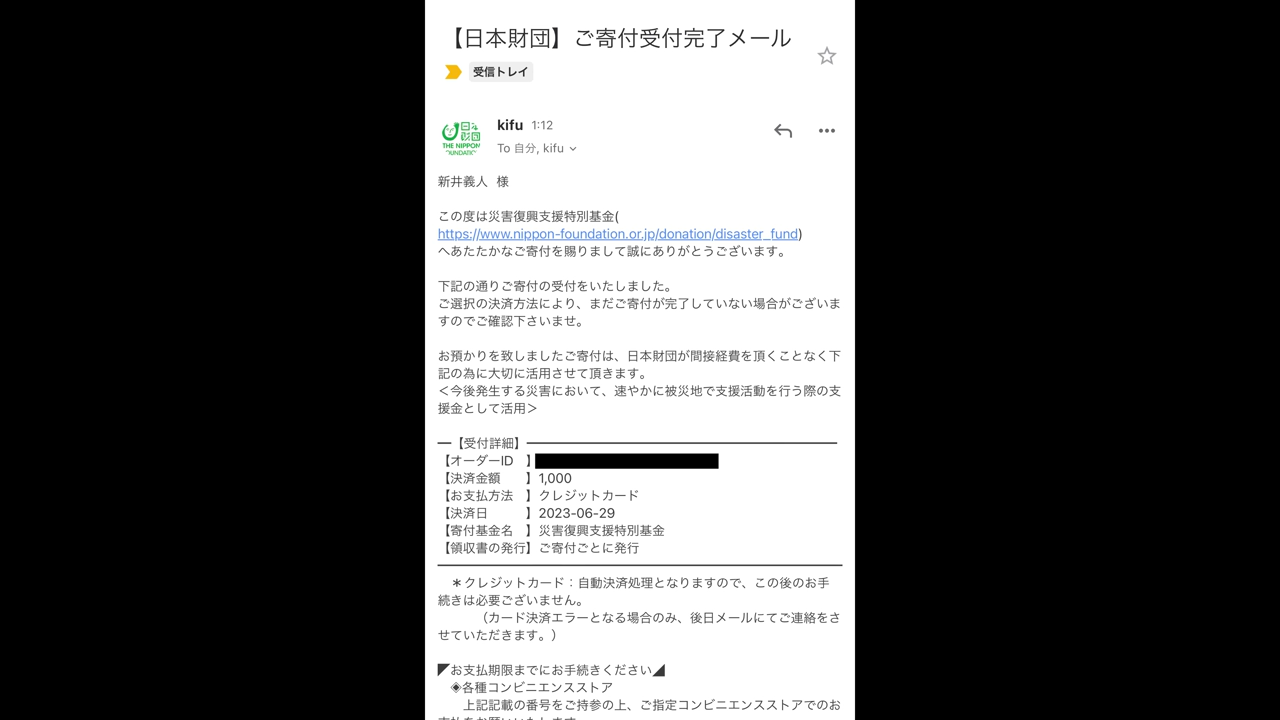 【日本財団】ご寄付受付完了メール
受信トレイ
kifu 1:12
To 自分, kifu
日本財団
THE NIPPON
FOUNDATION
新井義人 様
この度は災害復興支援特別基金(
https://www.nippon-foundation.or.jp/donation/disaster_fund)
へあたたかなご寄付を賜りまして誠にありがとうございます。
下記の通りご寄付の受付をいたしました。
ご選択の決済方法により、まだご寄付が完了していない場合がございま
すのでご確認下さいませ。
お預かりを致しましたご寄付は、日本財団が間接経費を頂くことなく下
記の為に大切に活用させて頂きます。
＜今後発生する災害において、速やかに被災地で支援活動を行う際の支
援金として活用＞
━【受付詳細】━━━━━━━━━━━━━━━━━━━━━━━━━
【オーダーID 】
【決済金額 】1,000
【お支払方法 】クレジットカード
【決済日 】2023-06-29
【寄付基金名 】災害復興支援特別基金
【領収書の発行】ご寄付ごとに発行
＊クレジットカード：自動決済処理となりますので、この後のお手
続きは必要ございません。
（カード決済エラーとなる場合のみ、後日メールにてご連絡をさ
せていただきます。）
◤お支払期限までにお手続きください◢
◈各種コンビニエンスストア
上記記載の番号をご持参の上、ご指定コンビニエンスストアでのお